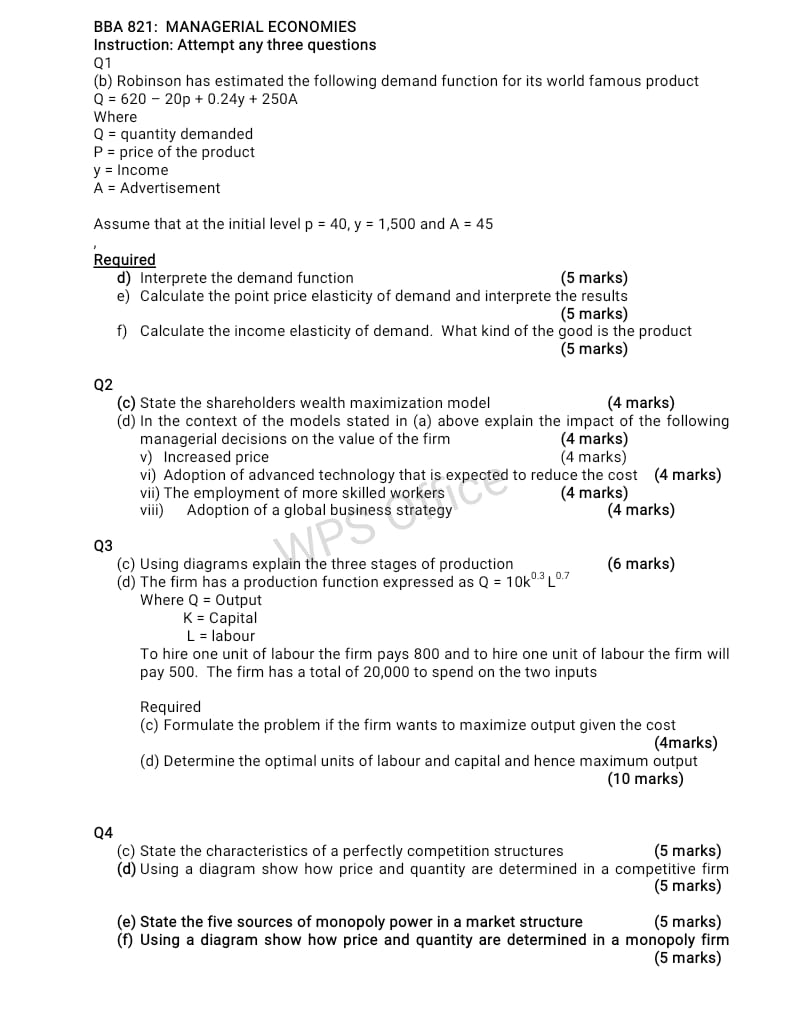 BBA 821: MANAGERIAL ECONOMIES
Instruction: Attempt any three questions
Q1
(b) Robinson has estimated the following demand function for its world famous product
Q = 620 – 20p + 0.24y + 250A
Where
Q = quantity demanded
P = price of the product
y = Income
A = Advertisement
Assume that at the initial level p = 40, y = 1,500 and A = 45
,
Required
d) Interprete the demand function (5 marks)
e) Calculate the point price elasticity of demand and interprete the results
(5 marks)
f) Calculate the income elasticity of demand. What kind of the good is the product
(5 marks)
Q2
(c) State the shareholders wealth maximization model (4 marks)
(d) In the context of the models stated in (a) above explain the impact of the following
managerial decisions on the value of the firm (4 marks)
v) Increased price (4 marks)
vi) Adoption of advanced technology that is expected to reduce the cost (4 marks)
vii) The employment of more skilled workers (4 marks)
viii) Adoption of a global business strategy (4 marks)
WPS Office
Q3
(c) Using diagrams explain the three stages of production (6 marks)
(d) The firm has a production function expressed as Q = 10k^0.3 L^0.7
Where Q = Output
K = Capital
L = labour
To hire one unit of labour the firm pays 800 and to hire one unit of labour the firm will
pay 500. The firm has a total of 20,000 to spend on the two inputs
Required
(c) Formulate the problem if the firm wants to maximize output given the cost
(4marks)
(d) Determine the optimal units of labour and capital and hence maximum output
(10 marks)
Q4
(c) State the characteristics of a perfectly competition structures (5 marks)
(d) Using a diagram show how price and quantity are determined in a competitive firm
(5 marks)
(e) State the five sources of monopoly power in a market structure (5 marks)
(f) Using a diagram show how price and quantity are determined in a monopoly firm
(5 marks)